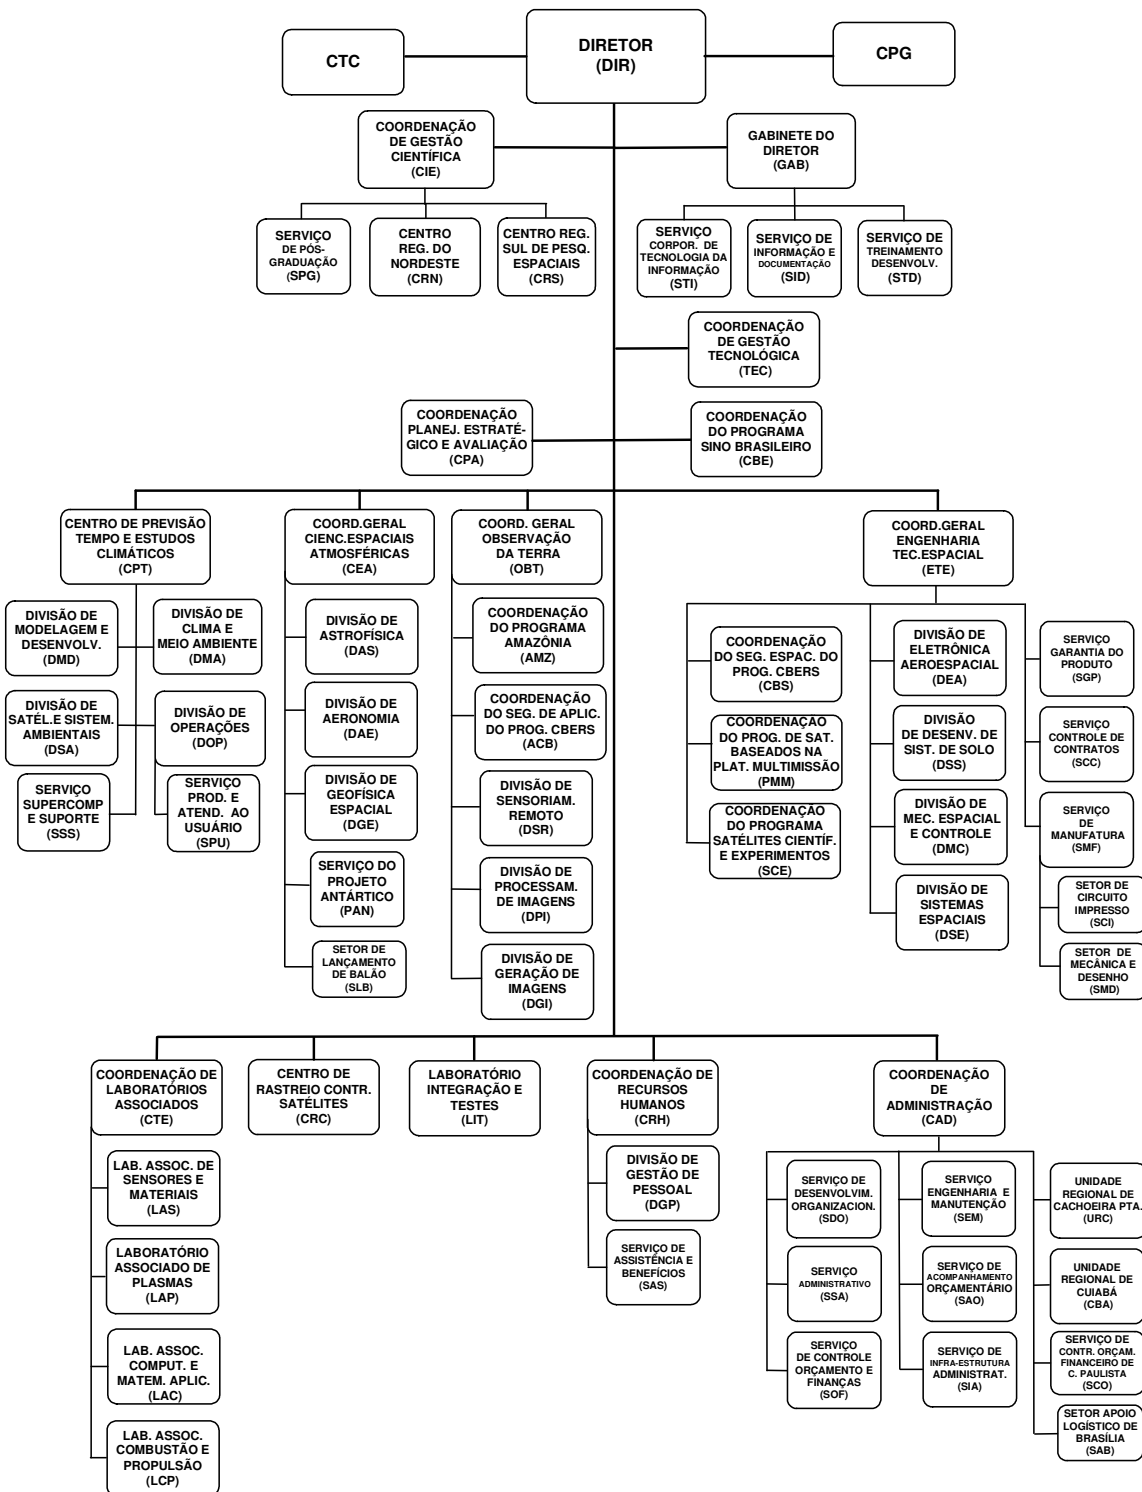 CTC
DIRETOR
(DIR)
CPG
COORDENAÇÃO
DE GESTÃO
CIENTÍFICA
(CIE)
GABINETE DO
DIRETOR
(GAB)
SERVIÇO
DE PÓS-
GRADUAÇÃO
(SPG)
CENTRO
REG. DO
NORDESTE
(CRN)
CENTRO REG.
SUL DE PESQ.
ESPACIAIS
(CRS)
SERVIÇO
CORPOR. DE
TECNOLOGIA DA
INFORMAÇÃO
(STI)
SERVIÇO DE
INFORMAÇÃO E
DOCUMENTAÇÃO
(SID)
SERVIÇO DE
TREINAMENTO
DESENVOLV.
(STD)
COORDENAÇÃO
DE GESTÃO
TECNOLÓGICA
(TEC)
COORDENAÇÃO
PLANEJ. ESTRATÉ-
GICO E AVALIAÇÃO
(CPA)
COORDENAÇÃO
DO PROGRAMA
SINO BRASILEIRO
(CBE)
CENTRO DE PREVISÃO
TEMPO E ESTUDOS
CLIMÁTICOS
(CPT)
COORD.GERAL
CIENC.ESPACIAIS
ATMOSFÉRICAS
(CEA)
COORD. GERAL
OBSERVAÇÃO
DA TERRA
(OBT)
COORD.GERAL
ENGENHARIA
TEC.ESPACIAL
(ETE)
DIVISÃO DE
MODELAGEM E
DESENVOLV.
(DMD)
DIVISÃO DE
CLIMA E
MEIO AMBIENTE
(DMA)
DIVISÃO DE
SATÉL.E SISTEM.
AMBIENTAIS
(DSA)
DIVISÃO DE
OPERAÇÕES
(DOP)
SERVIÇO
SUPERCOMP
E SUPORTE
(SSS)
SERVIÇO
PROD. E
ATEND. AO
USUÁRIO
(SPU)
DIVISÃO DE
ASTROFÍSICA
(DAS)
DIVISÃO DE
AERONOMIA
(DAE)
DIVISÃO DE
GEOFÍSICA
ESPACIAL
(DGE)
SERVIÇO DO
PROJETO
ANTÁRTICO
(PAN)
SETOR DE
LANÇAMENTO
DE BALÃO
(SLB)
COORDENAÇÃO
DO PROGRAMA
AMAZÔNIA
(AMZ)
COORDENAÇÃO
DO SEG. DE APLIC.
DO PROG. CBERS
(ACB)
DIVISÃO DE
SENSORIAM.
REMOTO
(DSR)
DIVISÃO DE
PROCESSAM.
DE IMAGENS
(DPI)
DIVISÃO DE
GERAÇÃO DE
IMAGENS
(DGI)
COORDENAÇÃO
DO SEG. ESPAC. DO
PROG. CBERS
(CBS)
COORDENAÇÃO
DO PROG. DE SAT.
BASEADOS NA
PLAT. MULTIMISSÃO
(PMM)
COORDENAÇÃO
DO PROGRAMA
SATÉLITES CIENTÍF.
E EXPERIMENTOS
(SCE)
DIVISÃO DE
ELETRÔNICA
AEROESPACIAL
(DEA)
DIVISÃO
DE DESENV. DE
SIST. DE SOLO
(DSS)
DIVISÃO DE
MEC. ESPACIAL
E CONTROLE
(DMC)
DIVISÃO DE
SISTEMAS
ESPACIAIS
(DSE)
SERVIÇO
GARANTIA DO
PRODUTO
(SGP)
SERVIÇO
CONTROLE DE
CONTRATOS
(SCC)
SERVIÇO
DE
MANUFATURA
(SMF)
SETOR DE
CIRCUITO
IMPRESSO
(SCI)
SETOR DE
MECÂNICA E
DESENHO
(SMD)
COORDENAÇÃO DE
LABORATÓRIOS
ASSOCIADOS
(CTE)
CENTRO DE
RASTREIO CONTR.
SATÉLITES
(CRC)
LABORATÓRIO
INTEGRAÇÃO E
TESTES
(LIT)
COORDENAÇÃO DE
RECURSOS
HUMANOS
(CRH)
COORDENAÇÃO
DE
ADMINISTRAÇÃO
(CAD)
LAB. ASSOC. DE
SENSORES E
MATERIAIS
(LAS)
LABORATÓRIO
ASSOCIADO DE
PLASMAS
(LAP)
LAB. ASSOC.
COMPUT. E
MATEM. APLIC.
(LAC)
LAB. ASSOC.
COMBUSTÃO E
PROPULSÃO
(LCP)
DIVISÃO DE
GESTÃO DE
PESSOAL
(DGP)
SERVIÇO DE
ASSISTÊNCIA E
BENEFÍCIOS
(SAS)
SERVIÇO DE
DESENVOLVIM.
ORGANIZACION.
(SDO)
SERVIÇO
ADMINISTRATIVO
(SSA)
SERVIÇO
DE CONTROLE
ORÇAMENTO E
FINANÇAS
(SOF)
SERVIÇO
ENGENHARIA E
MANUTENÇÃO
(SEM)
SERVIÇO DE
ACOMPANHAMENTO
ORÇAMENTÁRIO
(SAO)
SERVIÇO DE
INFRA-ESTRUTURA
ADMINISTRAT.
(SIA)
UNIDADE
REGIONAL DE
CACHOEIRA PTA.
(URC)
UNIDADE
REGIONAL DE
CUIABÁ
(CBA)
SERVIÇO DE
CONTR. ORÇAM.
FINANCEIRO DE
C. PAULISTA
(SCO)
SETOR APOIO
LOGÍSTICO DE
BRASÍLIA
(SAB)